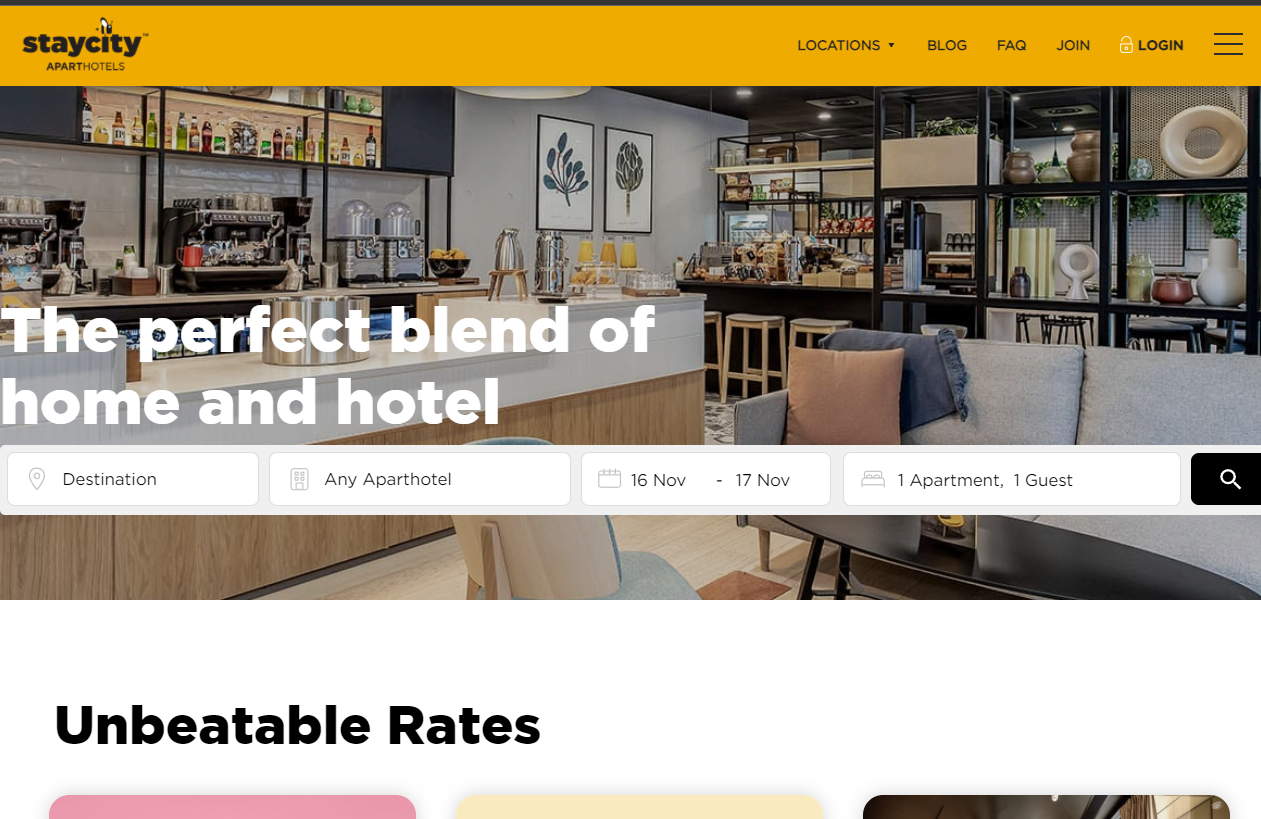 staycity™
APARTHOTELS
LOCATIONS ▼
BLOG
FAQ
JOIN
LOGIN
The perfect blend of
home and hotel
Destination
Any Aparthotel
16 Nov - 17 Nov
1 Apartment, 1 Guest
Unbeatable Rates